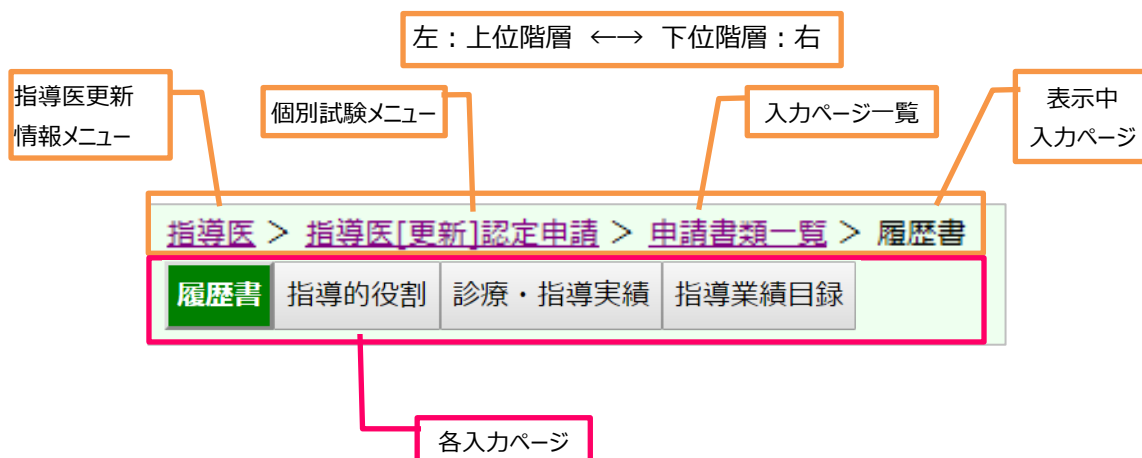 左：上位階層 ←→ 下位階層：右
指導医更新
情報メニュー
個別試験メニュー
入力ページ一覧
表示中
入力ページ
指導医 > 指導医[更新]認定申請 > 申請書類一覧 > 履歴書
履歴書 指導的役割 診療・指導実績 指導業績目録
各入力ページ